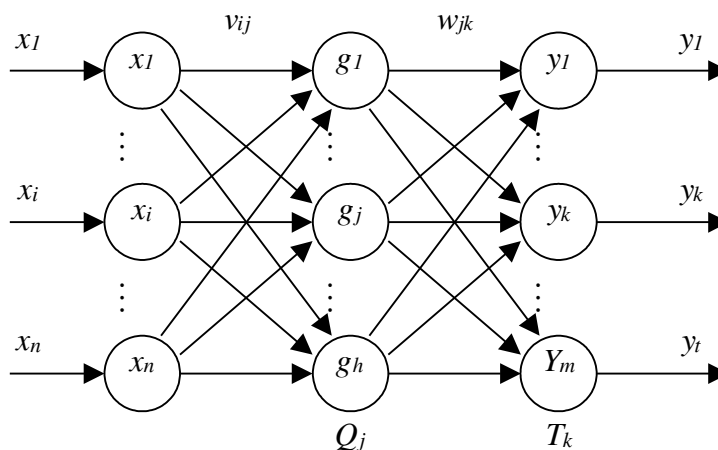 x1 vij wjk y1
x1 g1 y1
⋮ ⋮ ⋮
xi yk
xi gj yk
⋮ ⋮ ⋮
xn yt
xn gh Ym
Qj Tk